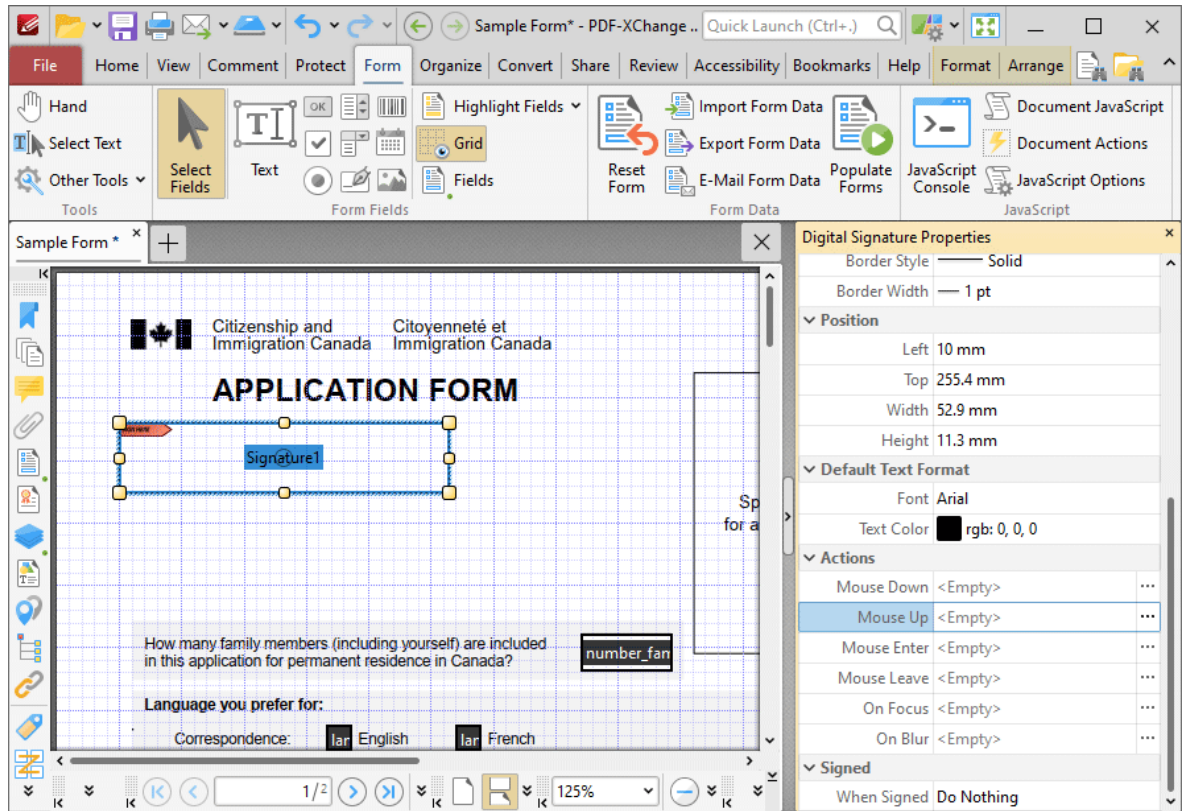 Sample Form* - PDF-XChange ..
Quick Launch (Ctrl+.)
File Home View Comment Protect Form Organize Convert Share Review Accessibility Bookmarks Help Format Arrange
Hand
Select Text
Other Tools
Tools
Select Fields
Text
OK
Form Fields
Highlight Fields
Grid
Fields
Reset Form
Import Form Data
Export Form Data
E-Mail Form Data
Populate Forms
Form Data
JavaScript Console
Document JavaScript
Document Actions
JavaScript Options
JavaScript
Sample Form *
Citizenship and Immigration Canada
Citoyenneté et Immigration Canada
APPLICATION FORM
Signature1
Sp
for a
How many family members (including yourself) are included
in this application for permanent residence in Canada?
number_fam
Language you prefer for:
Correspondence: lar English lar French
1/2
125%
Digital Signature Properties
Border Style Solid
Border Width 1 pt
Position
Left 10 mm
Top 255.4 mm
Width 52.9 mm
Height 11.3 mm
Default Text Format
Font Arial
Text Color rgb: 0, 0, 0
Actions
Mouse Down <Empty> ...
Mouse Up <Empty> ...
Mouse Enter <Empty> ...
Mouse Leave <Empty> ...
On Focus <Empty> ...
On Blur <Empty> ...
Signed
When Signed Do Nothing